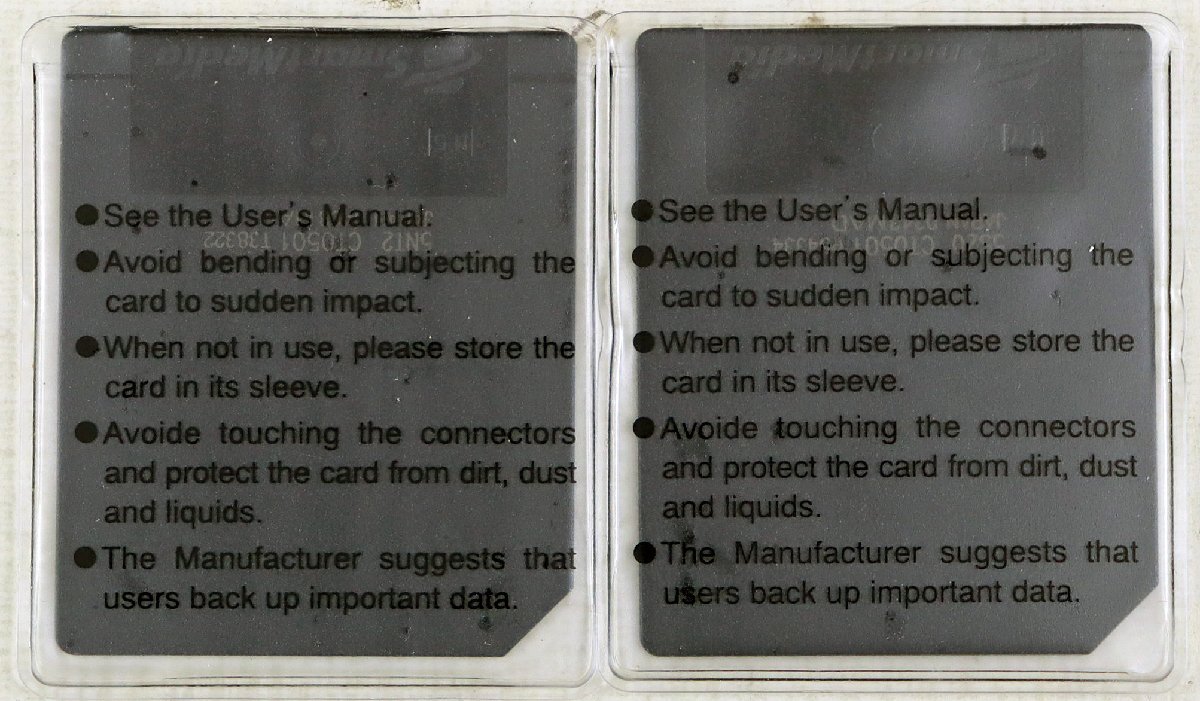 SmartMedia
● See the User's Manual.
● Avoid bending or subjecting the
card to sudden impact.
● When not in use, please store the
card in its sleeve.
● Avoide touching the connectors
and protect the card from dirt, dust
and liquids.
● The Manufacturer suggests that
users back up important data.
SmartMedia
● See the User's Manual.
● Avoid bending or subjecting the
card to sudden impact.
● When not in use, please store the
card in its sleeve.
● Avoide touching the connectors
and protect the card from dirt, dust
and liquids.
● The Manufacturer suggests that
users back up important data.